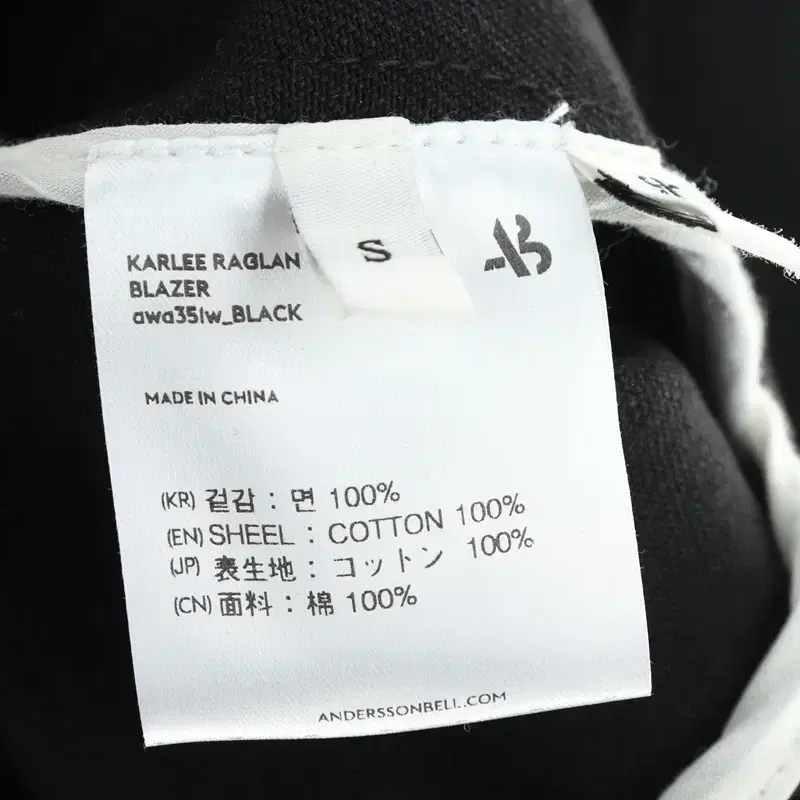 KARLEE RAGLAN
BLAZER
awa351w_BLACK
S
AB
MADE IN CHINA
(KR) 겉감 : 면 100%
(EN) SHEEL : COTTON 100%
(JP) 表生地 : コットン 100%
(CN) 面料 : 棉 100%
ANDERSSONBELL.COM